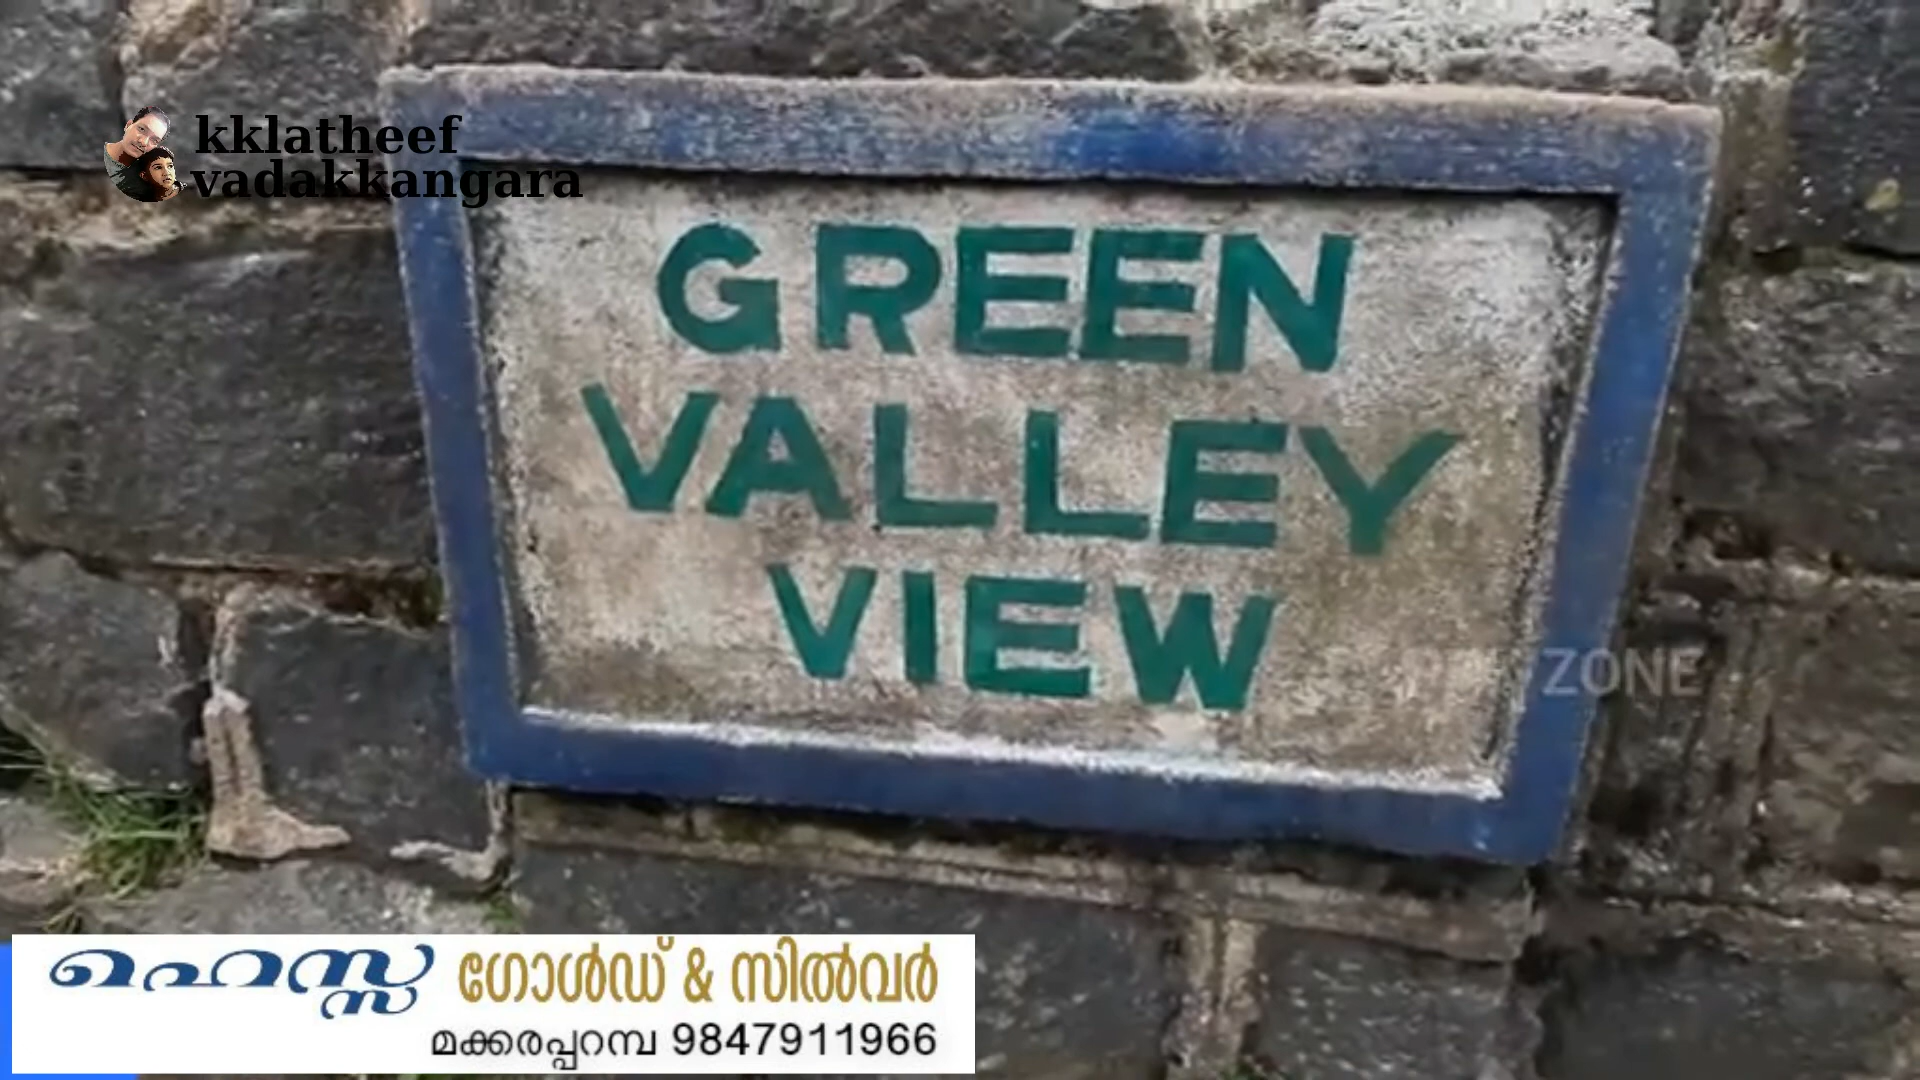 kklatheef
vadakkangara
GREEN
VALLEY
VIEW
ZONE
ഹൈസ്സ ഗോൾഡ് & സിൽവർ
മക്കരപ്പറമ്പ 9847911966